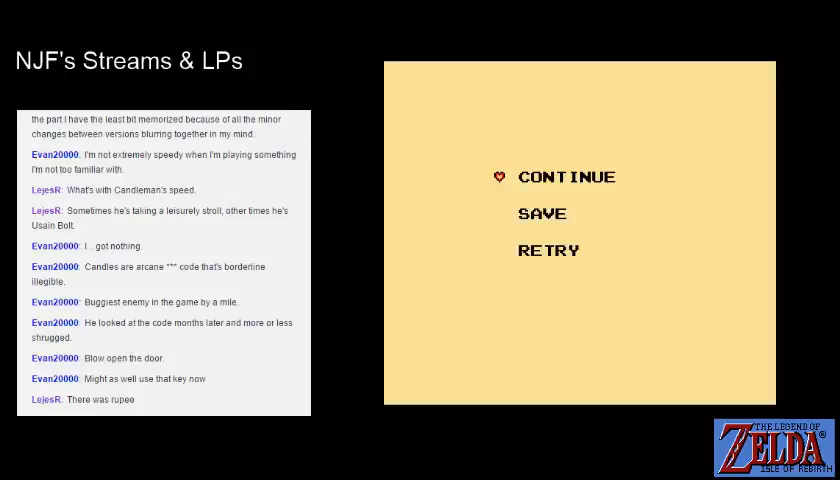 NJF's Streams & LPs
the part I have the least bit memorized because of all the minor
changes between versions blurring together in my mind.
Evan20000: I'm not extremely speedy when I'm playing something
I'm not too familiar with.
LejesR: What's with Candleman's speed.
LejesR: Sometimes he's taking a leisurely stroll, other times he's
Usain Bolt.
Evan20000: I. . got nothing.
Evan20000: Candles are arcane *** code that's borderline
illegible.
Evan20000: Buggiest enemy in the game by a mile.
Evan20000: He looked at the code months later and more or less
shrugged.
Evan20000: Blow open the door.
Evan20000: Might as well use that key now
LejesR: There was rupee
CONTINUE
SAVE
RETRY
THE LEGEND OF
ZELDA®
ISLE OF REBIRTH